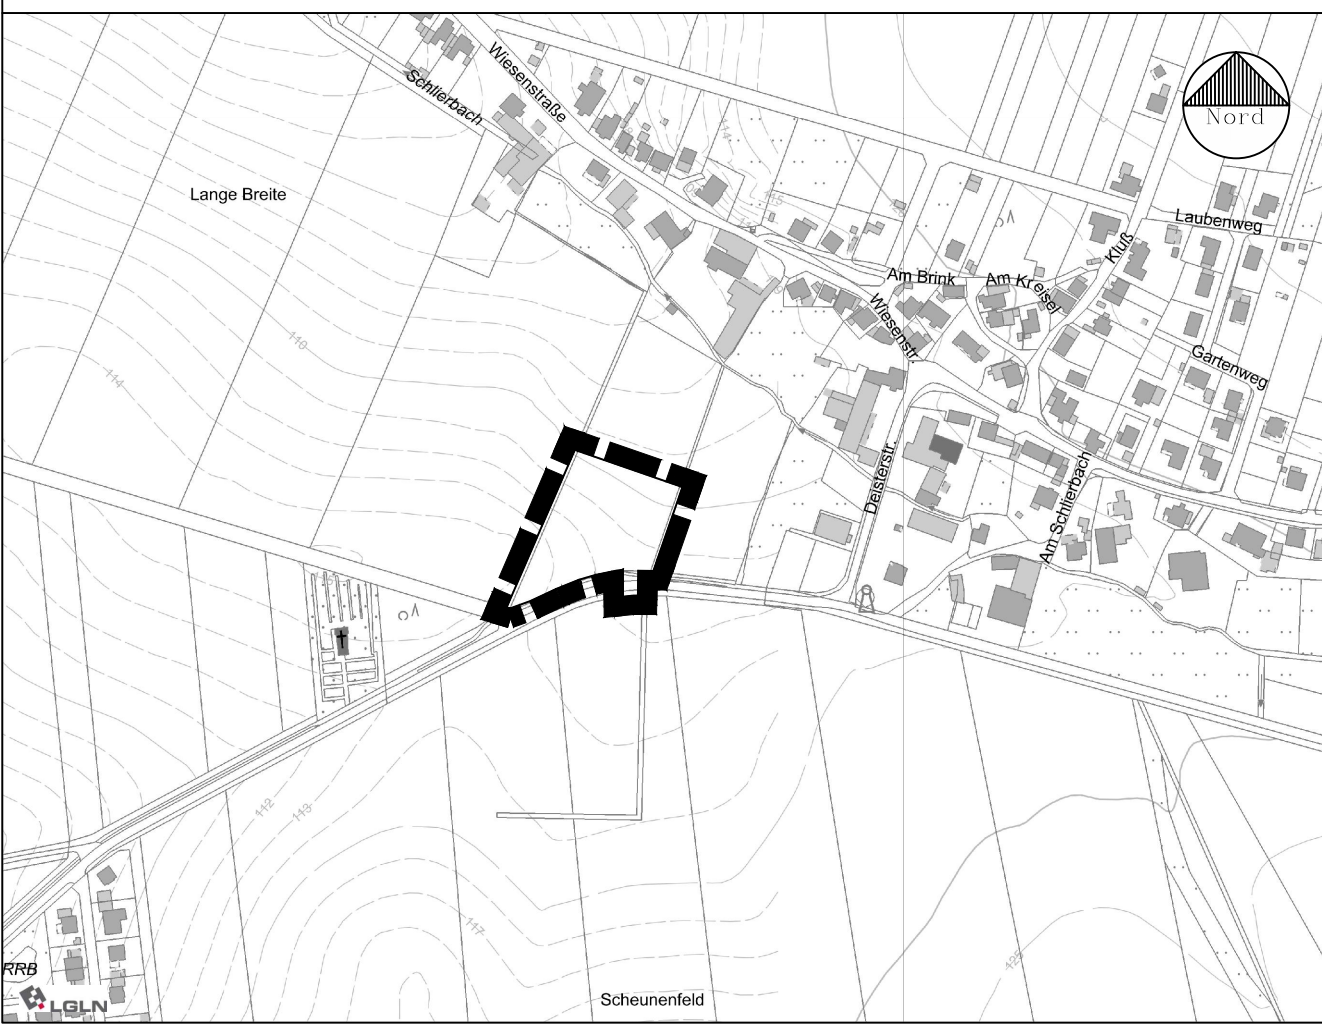 Wiesenstraße
Schlierbach
Nord
Lange Breite
Laubenweg
Kluß
Am Brink
Am Kreisel
Wiesenstr.
Gartenweg
110
114
114
115
Deisterstr.
Am Schlierbach
112
113
117
125
RRB
LGLN
Scheunenfeld